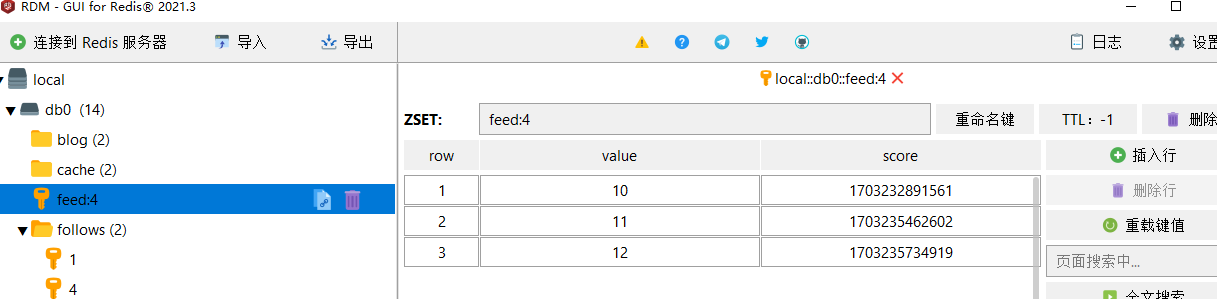 RDM - GUI for Redis® 2021.3
连接到 Redis 服务器 导入 导出 日志 设置
local
local::db0::feed:4
db0 (14)
ZSET: feed:4 重命名键 TTL：-1 删除
blog (2)
row value score 插入行
cache (2)
1 10 1703232891561 删除行
feed:4
2 11 1703235462602 重载键值
follows (2)
3 12 1703235734919
1
页面搜索中...
4
全文搜索